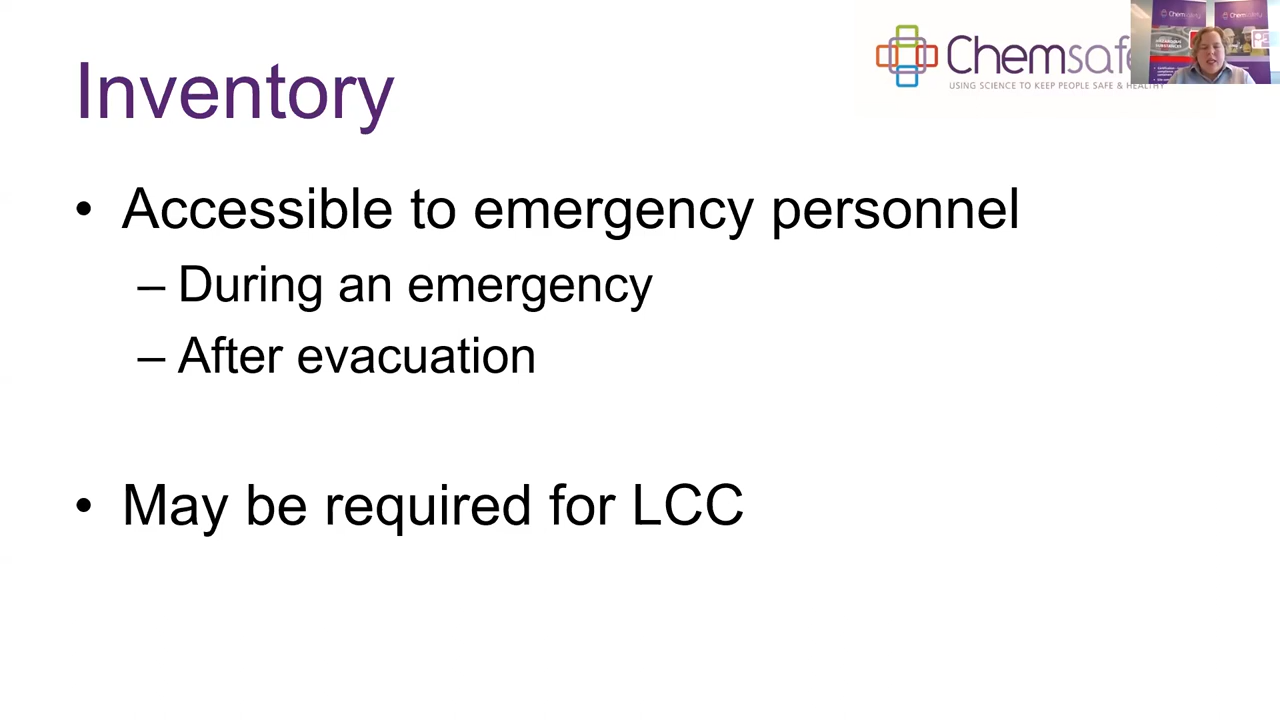 Inventory
Chemsafe
USING SCIENCE TO KEEP PEOPLE SAFE & HEALTHY
• Accessible to emergency personnel
– During an emergency
– After evacuation
• May be required for LCC